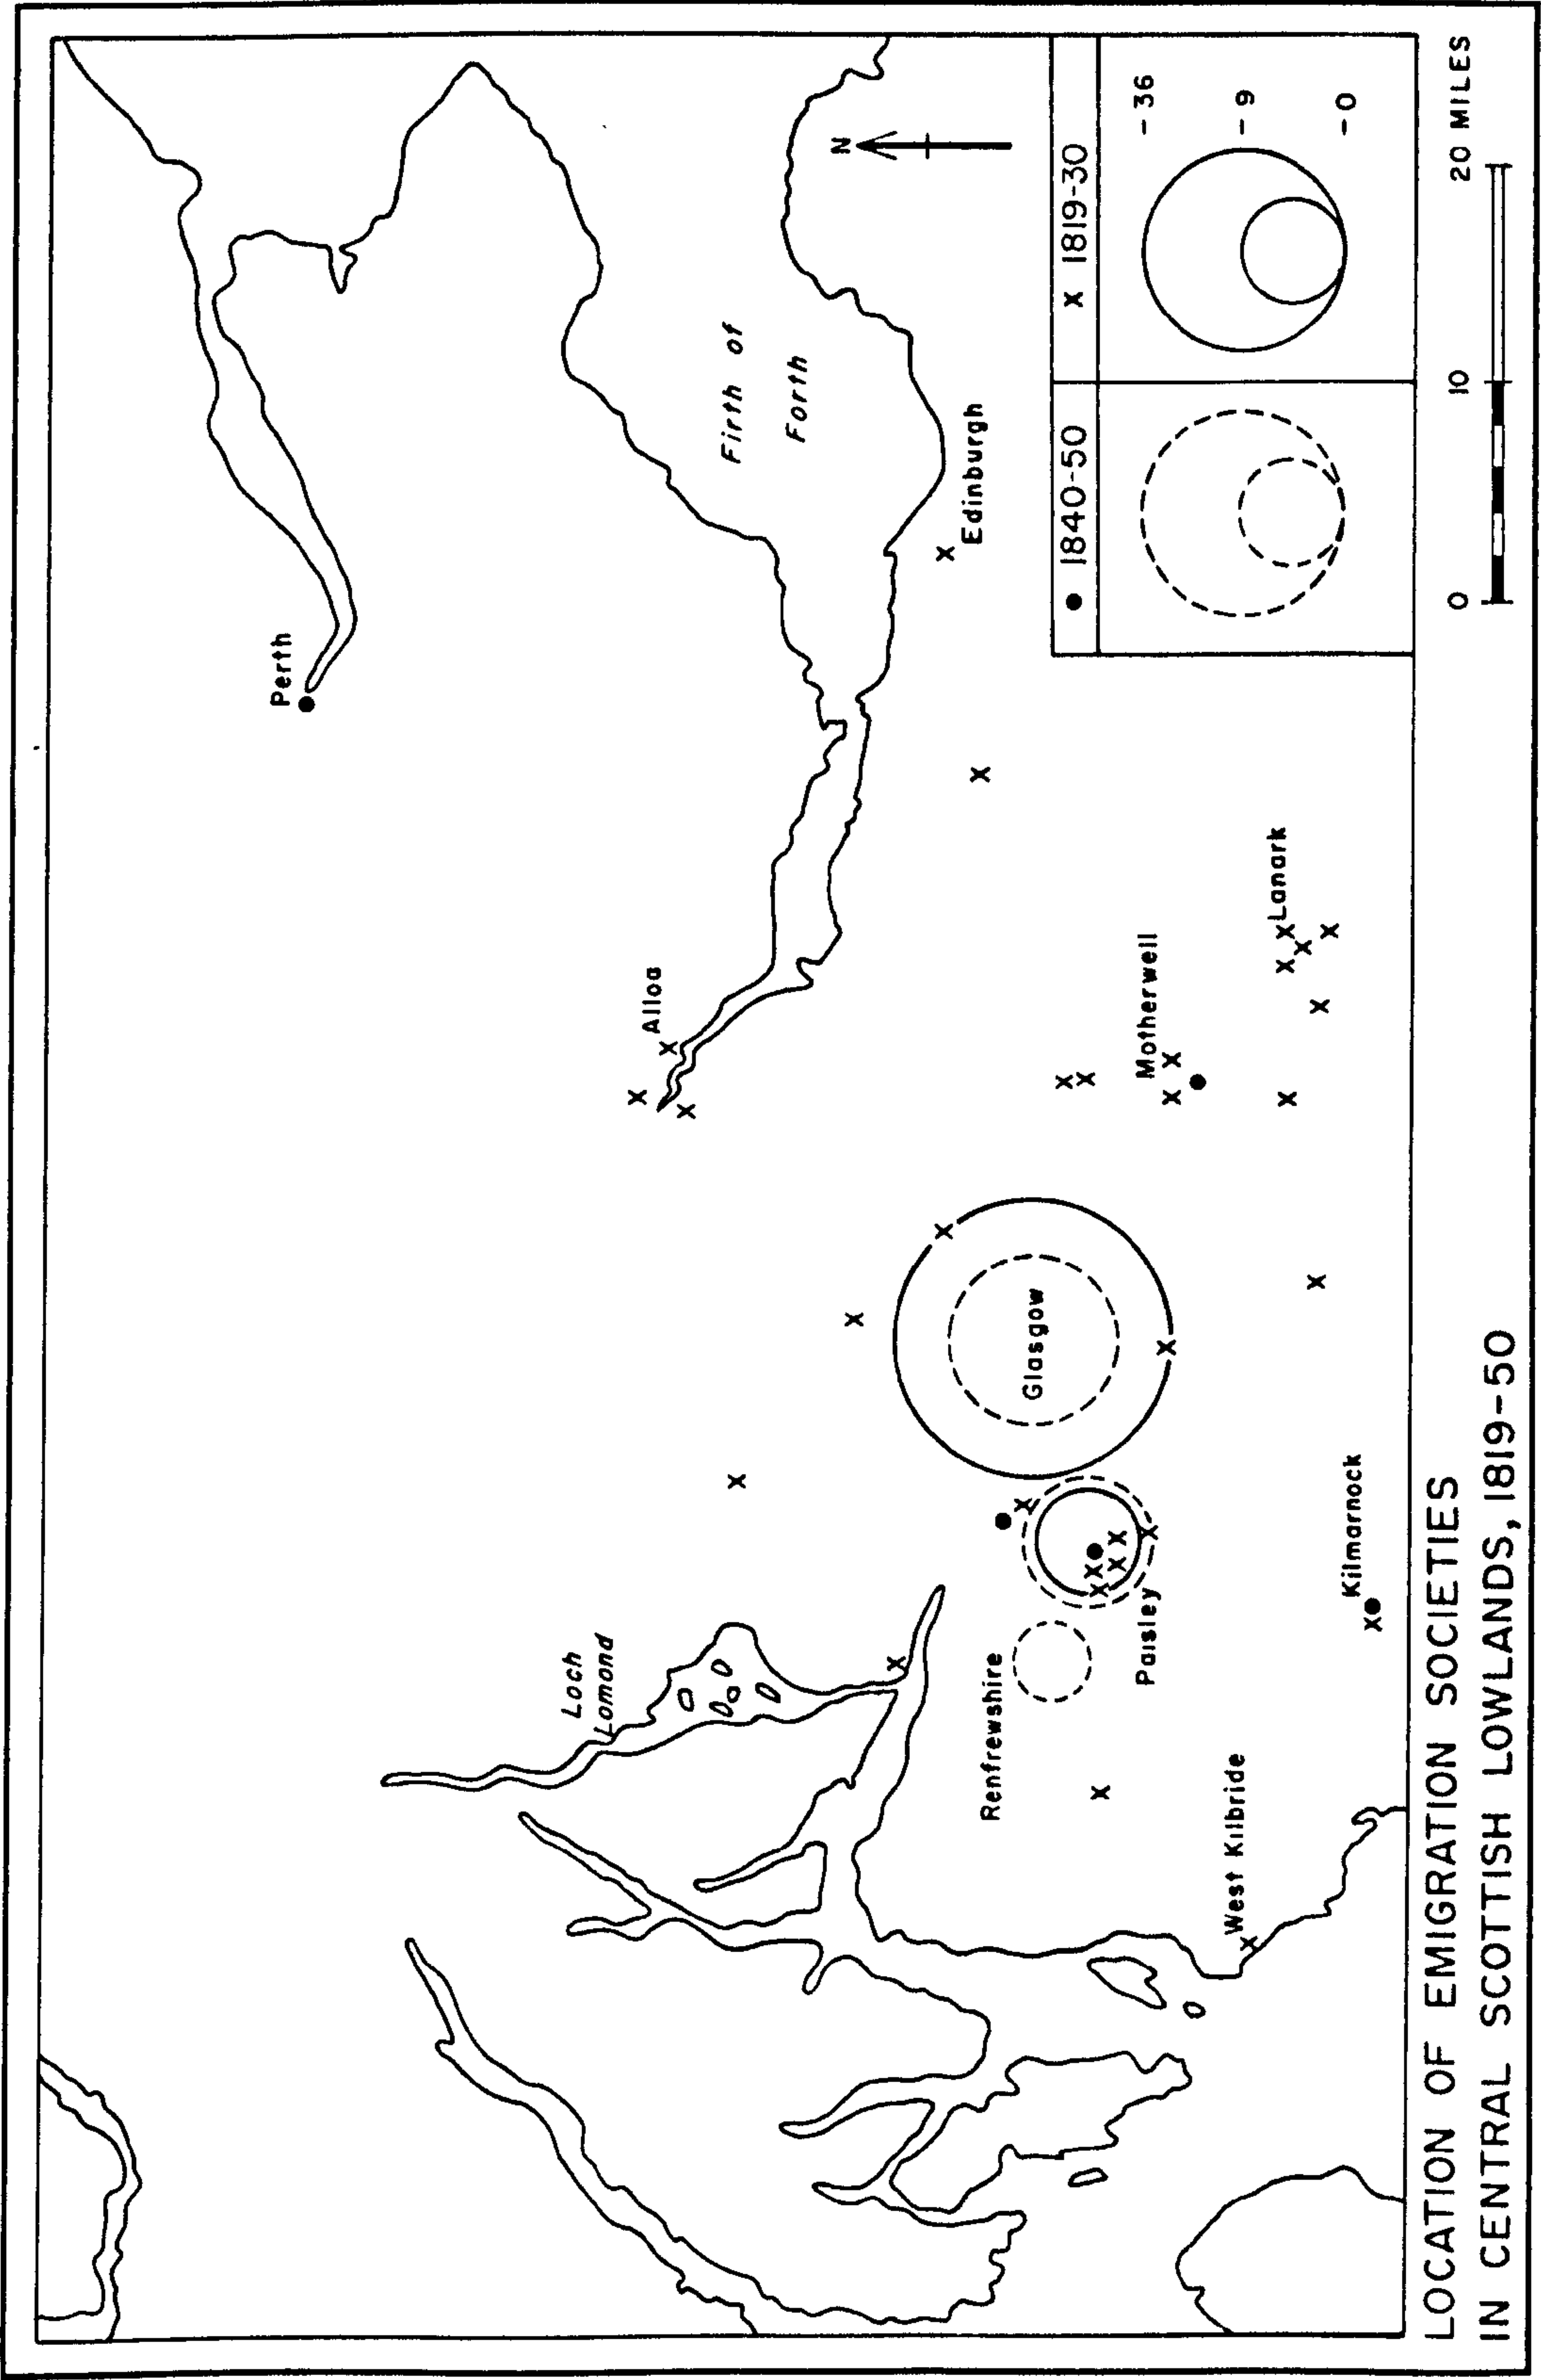 Perth
Firth of
Forth
Alloa
Loch
Lomond
N
Edinburgh
Glasgow
Renfrewshire
Paisley
Motherwell
Lanark
West Kilbride
Kilmarnock
● 1840-50
x 1819-30
- 36
- 9
- 0
LOCATION OF EMIGRATION SOCIETIES
IN CENTRAL SCOTTISH LOWLANDS, 1819-50
0
10
20 MILES